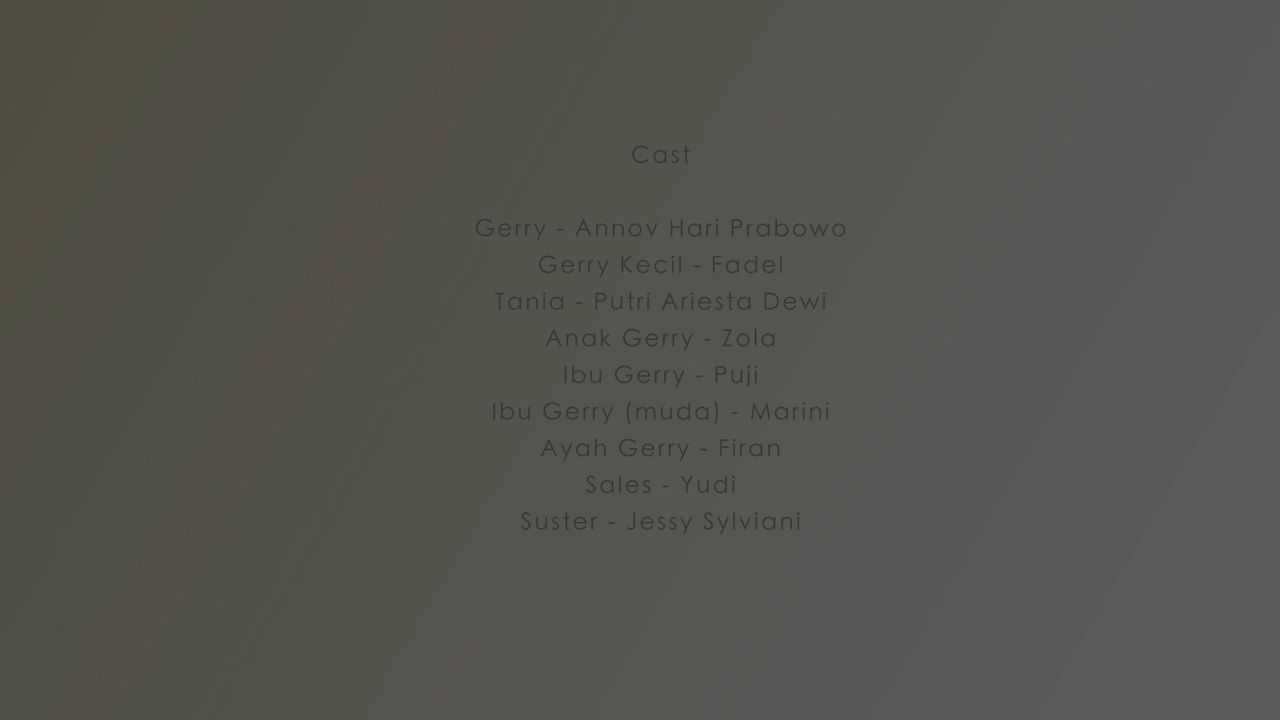 Cast
Gerry - Annov Hari Prabowo
Gerry Kecil - Fadel
Tania - Putri Ariesta Dewi
Anak Gerry - Zola
Ibu Gerry - Puji
Ibu Gerry (muda) - Marini
Ayah Gerry - Firan
Sales - Yudi
Suster - Jessy Sylviani